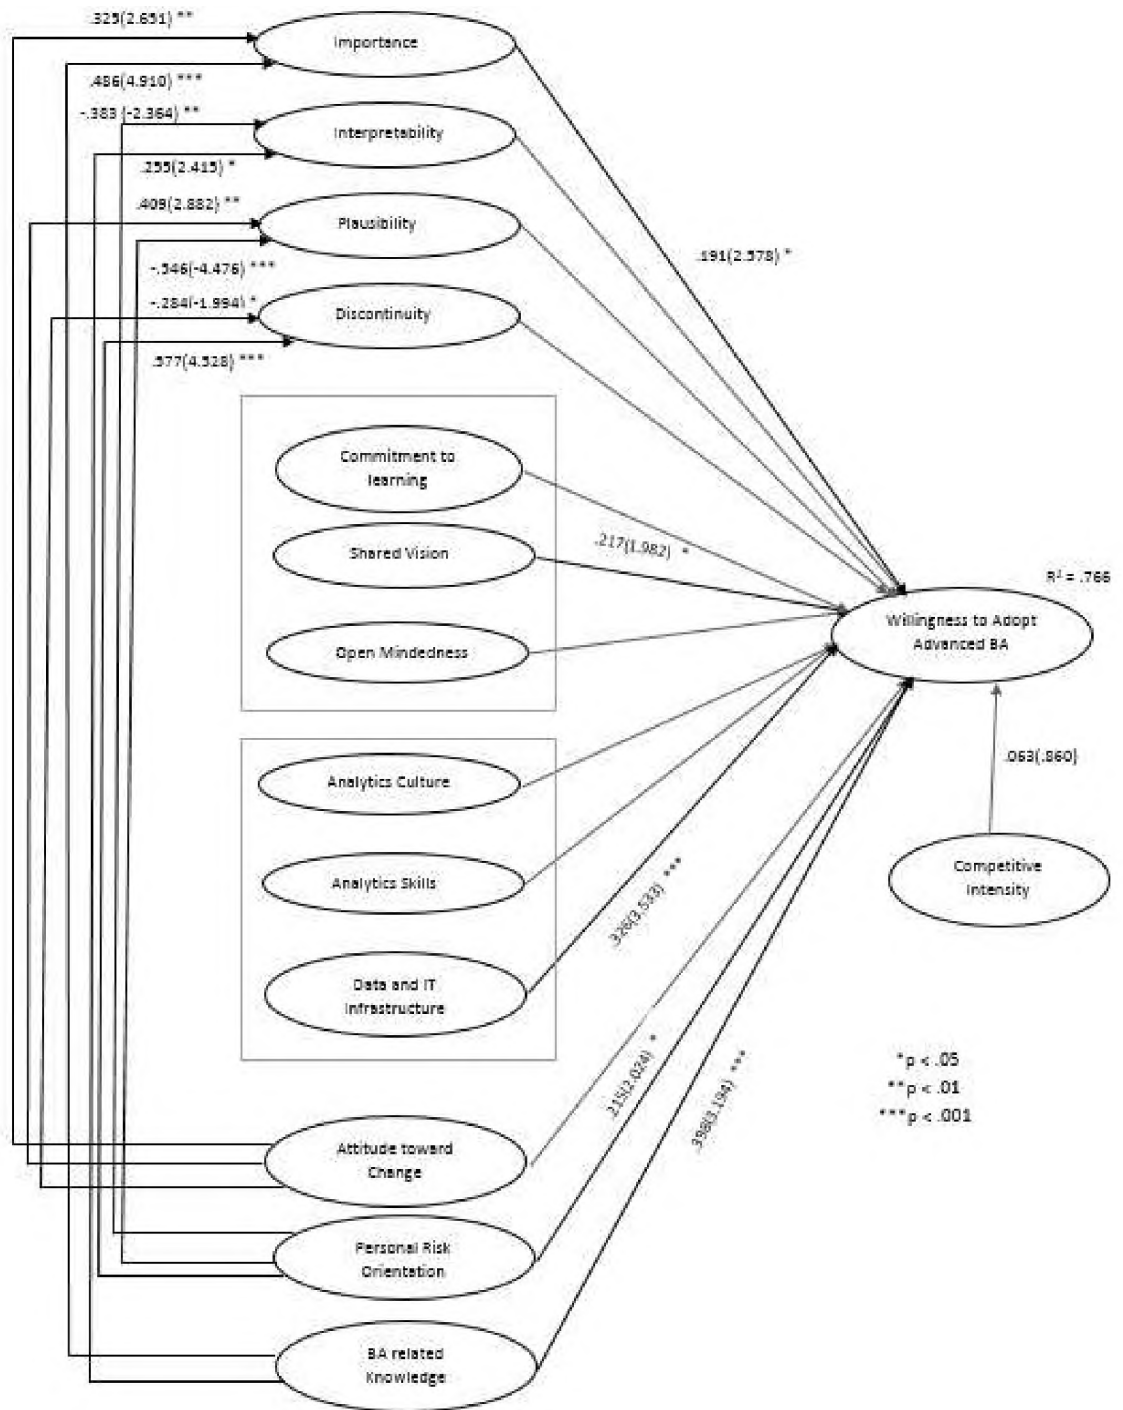 .325(2.651) **
Importance
.486(4.910) ***
-.383 (-2.364) **
Interpretability
.255(2.415) *
.409(2.882) **
Plausibility
.191(2.578) *
-.546(-4.476) ***
-.284(-1.994) *
Discontinuity
.577(4.528) ***
Commitment to
learning
.217(1.982) *
Shared Vision
R² = .766
Willingness to Adopt
Advanced BA
Open Mindedness
.063(.860)
Analytics Culture
Competitive
Intensity
Analytics Skills
.326(3.533) ***
Data and IT
Infrastructure
.215(2.024) *
.398(3.194) ***
*p < .05
**p < .01
***p < .001
Attitude toward
Change
Personal Risk
Orientation
BA related
Knowledge